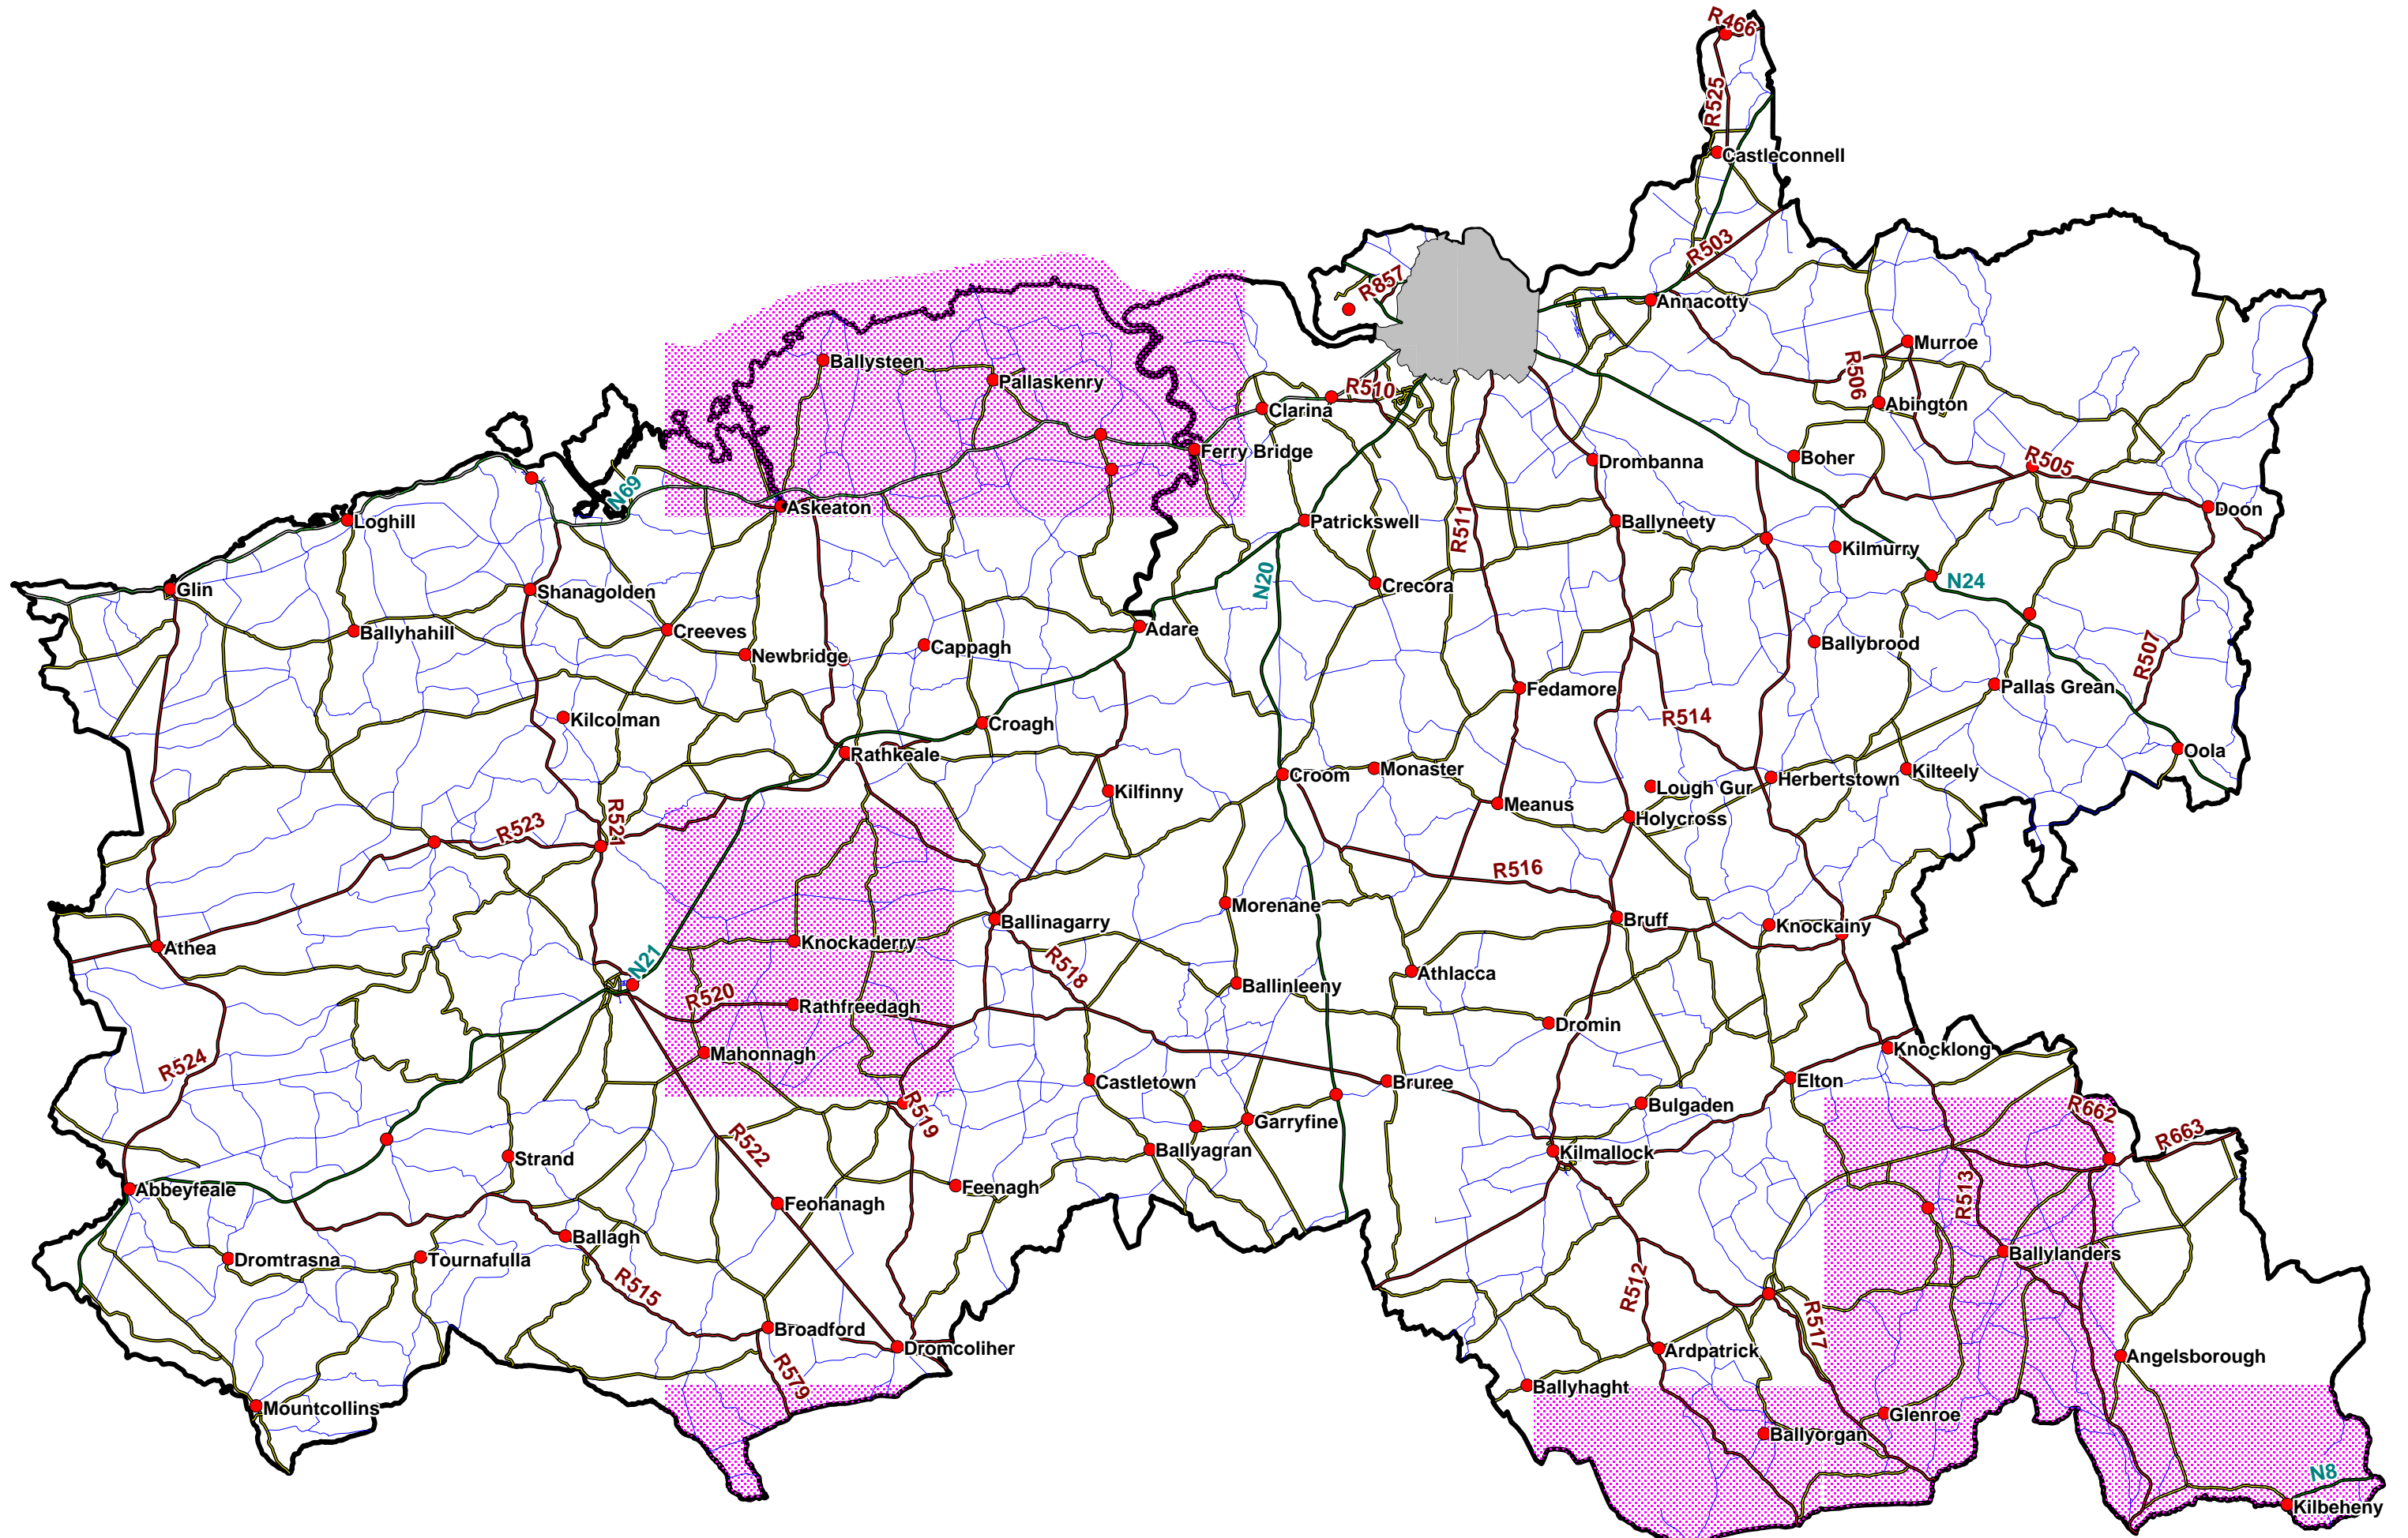 R466
R525
Castleconnell
R503
R857
Annacotty
Murroe
Ballysteen
Pallaskenry
R510
R506
Clarina
Abington
Ferry Bridge
Drombanna
Boher
R505
N69
Askeaton
Loghill
Patrickswell
R511
Ballyneety
Doon
Kilmurry
N20
N24
Glin
Shanagolden
Crecora
Ballyhahill
Creeves
Adare
Newbridge
Cappagh
Ballybrood
R507
Fedamore
Pallas Grean
Kilcolman
Croagh
R514
Rathkeale
Oola
Croom
Monaster
Herbertstown
Kilteely
Kilfinny
Lough Gur
Meanus
Holycross
R523
R521
R516
Morenane
Ballinagarry
Bruff
Knockainy
Athea
Knockaderry
N21
R518
Athlacca
R520
Ballinleeny
Rathfreedagh
Dromin
R524
Mahonnagh
Knocklong
Castletown
Bruree
Elton
R519
Bulgaden
R662
Garryfine
R522
R663
Strand
Ballyagran
Kilmallock
Abbeyfeale
Feenagh
R513
Feohanagh
Ballagh
Ballylanders
Dromtrasna
Tournafulla
R515
R512
R517
Broadford
Dromcoliher
Ardpatrick
Angelsborough
R579
Ballyhaght
Mountcollins
Glenroe
Ballyorgan
N8
Kilbeheny